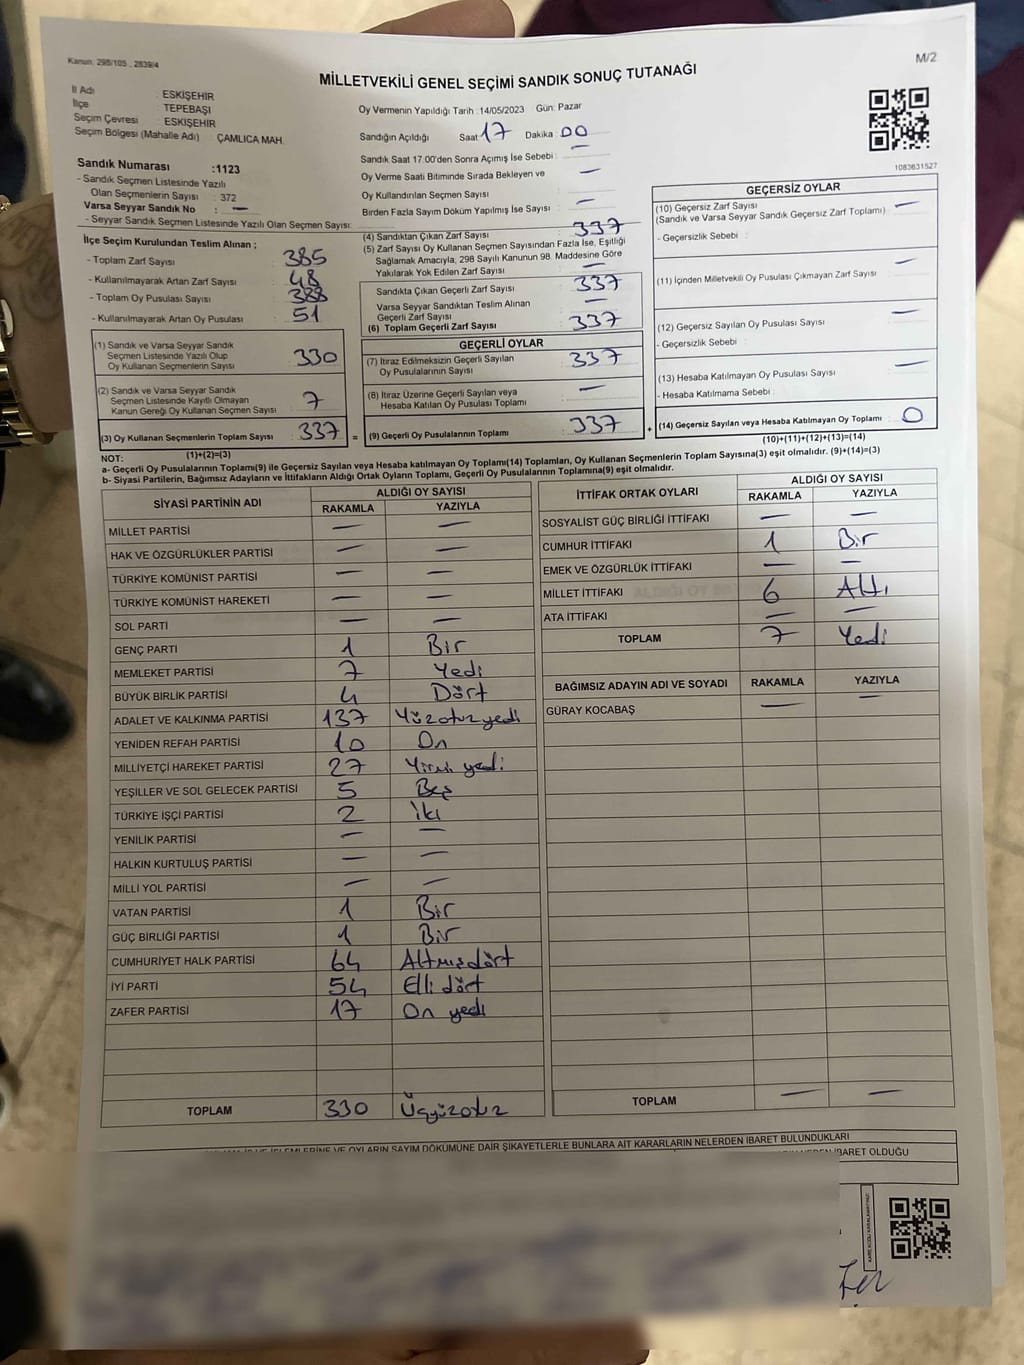 Kanun: 298/105 , 2839/4
M/2
MİLLETVEKİLİ GENEL SEÇİMİ SANDIK SONUÇ TUTANAĞI
İl Adı : ESKİŞEHİR
İlçe : TEPEBAŞI
Seçim Çevresi : ESKİŞEHİR
Seçim Bölgesi (Mahalle Adı) ÇAMLICA MAH.
Sandık Numarası :1123
- Sandık Seçmen Listesinde Yazılı
Olan Seçmenlerin Sayısı : 372
Varsa Seyyar Sandık No : —
- Seyyar Sandık Seçmen Listesinde Yazılı Olan Seçmen Sayısı:
Oy Vermenin Yapıldığı Tarih :14/05/2023 Gün: Pazar
Sandığın Açıldığı Saat: 17 Dakika : 00
Sandık Saat 17.00'den Sonra Açımış İse Sebebi : —
Oy Verme Saati Bitiminde Sırada Bekleyen ve
Oy Kullandırılan Seçmen Sayısı : —
Birden Fazla Sayım Döküm Yapılmış İse Sayısı : —
1083631527
İlçe Seçim Kurulundan Teslim Alınan ;
- Toplam Zarf Sayısı : 385
- Kullanılmayarak Artan Zarf Sayısı : 48
- Toplam Oy Pusulası Sayısı : 388
- Kullanılmayarak Artan Oy Pusulası : 51
(1) Sandık ve Varsa Seyyar Sandık
Seçmen Listesinde Yazılı Olup
Oy Kullanan Seçmenlerin Sayısı : 330
(2) Sandık ve Varsa Seyyar Sandık
Seçmen Listesinde Kayıtlı Olmayan
Kanun Gereği Oy Kullanan Seçmen Sayısı : 7
(3) Oy Kullanan Seçmenlerin Toplam Sayısı : 337
(1)+(2)=(3)
(4) Sandıktan Çıkan Zarf Sayısı : 337
(5) Zarf Sayısı Oy Kullanan Seçmen Sayısından Fazla İse, Eşitliği
Sağlamak Amacıyla, 298 Sayılı Kanunun 98. Maddesine Göre
Yakılarak Yok Edilen Zarf Sayısı : —
Sandıkta Çıkan Geçerli Zarf Sayısı : 337
Varsa Seyyar Sandıktan Teslim Alınan
Geçerli Zarf Sayısı : —
(6) Toplam Geçerli Zarf Sayısı : 337
GEÇERLİ OYLAR
(7) İtiraz Edilmeksizin Geçerli Sayılan
Oy Pusulalarının Sayısı : 337
(8) İtiraz Üzerine Geçerli Sayılan veya
Hesaba Katılan Oy Pusulası Toplamı : —
= (9) Geçerli Oy Pusulalarının Toplamı : 337
GEÇERSİZ OYLAR
(10) Geçersiz Zarf Sayısı : —
(Sandık ve Varsa Seyyar Sandık Geçersiz Zarf Toplamı)
- Geçersizlik Sebebi :
(11) İçinden Milletvekili Oy Pusulası Çıkmayan Zarf Sayısı : —
(12) Geçersiz Sayılan Oy Pusulası Sayısı : —
- Geçersizlik Sebebi :
(13) Hesaba Katılmayan Oy Pusulası Sayısı : —
- Hesaba Katılmama Sebebi :
+ (14) Geçersiz Sayılan veya Hesaba Katılmayan Oy Toplamı : 0
(10)+(11)+(12)+(13)=(14)
NOT:
a- Geçerli Oy Pusulalarının Toplamı(9) ile Geçersiz Sayılan veya Hesaba katılmayan Oy Toplamı(14) Toplamları, Oy Kullanan Seçmenlerin Toplam Sayısına(3) eşit olmalıdır. (9)+(14)=(3)
b- Siyasi Partilerin, Bağımsız Adayların ve İttifakların Aldığı Ortak Oyların Toplamı, Geçerli Oy Pusulalarının Toplamına(9) eşit olmalıdır.
SİYASİ PARTİNİN ADI ALDIĞI OY SAYISI
RAKAMLA YAZIYLA
MİLLET PARTİSİ — —
HAK VE ÖZGÜRLÜKLER PARTİSİ — —
TÜRKİYE KOMÜNİST PARTİSİ — —
TÜRKİYE KOMÜNİST HAREKETİ — —
SOL PARTİ — —
GENÇ PARTİ 1 Bir
MEMLEKET PARTİSİ 7 Yedi
BÜYÜK BİRLİK PARTİSİ 4 Dört
ADALET VE KALKINMA PARTİSİ 137 Yüzotuzyedi
YENİDEN REFAH PARTİSİ 10 On
MİLLİYETÇİ HAREKET PARTİSİ 27 Yirmi yedi
YEŞİLLER VE SOL GELECEK PARTİSİ 5 Beş
TÜRKİYE İŞÇİ PARTİSİ 2 İki
YENİLİK PARTİSİ — —
HALKIN KURTULUŞ PARTİSİ — —
MİLLİ YOL PARTİSİ — —
VATAN PARTİSİ 1 Bir
GÜÇ BİRLİĞİ PARTİSİ 1 Bir
CUMHURİYET HALK PARTİSİ 64 Altmışdört
İYİ PARTİ 54 Elli dört
ZAFER PARTİSİ 17 On yedi
TOPLAM 330 Üçyüzotuz
İTTİFAK ORTAK OYLARI ALDIĞI OY SAYISI
RAKAMLA YAZIYLA
SOSYALİST GÜÇ BİRLİĞİ İTTİFAKI — —
CUMHUR İTTİFAKI 1 Bir
EMEK VE ÖZGÜRLÜK İTTİFAKI — —
MİLLET İTTİFAKI 6 Altı
ATA İTTİFAKI — —
TOPLAM 7 Yedi
BAĞIMSIZ ADAYIN ADI VE SOYADI RAKAMLA YAZIYLA
GÜRAY KOCABAŞ — —
TOPLAM — —
İŞLEMLERİNE VE OYLARIN SAYIM DÖKÜMÜNE DAİR ŞİKAYETLERLE BUNLARA AİT KARARLARIN NELERDEN İBARET BULUNDUKLARI
İBARET OLDUĞU